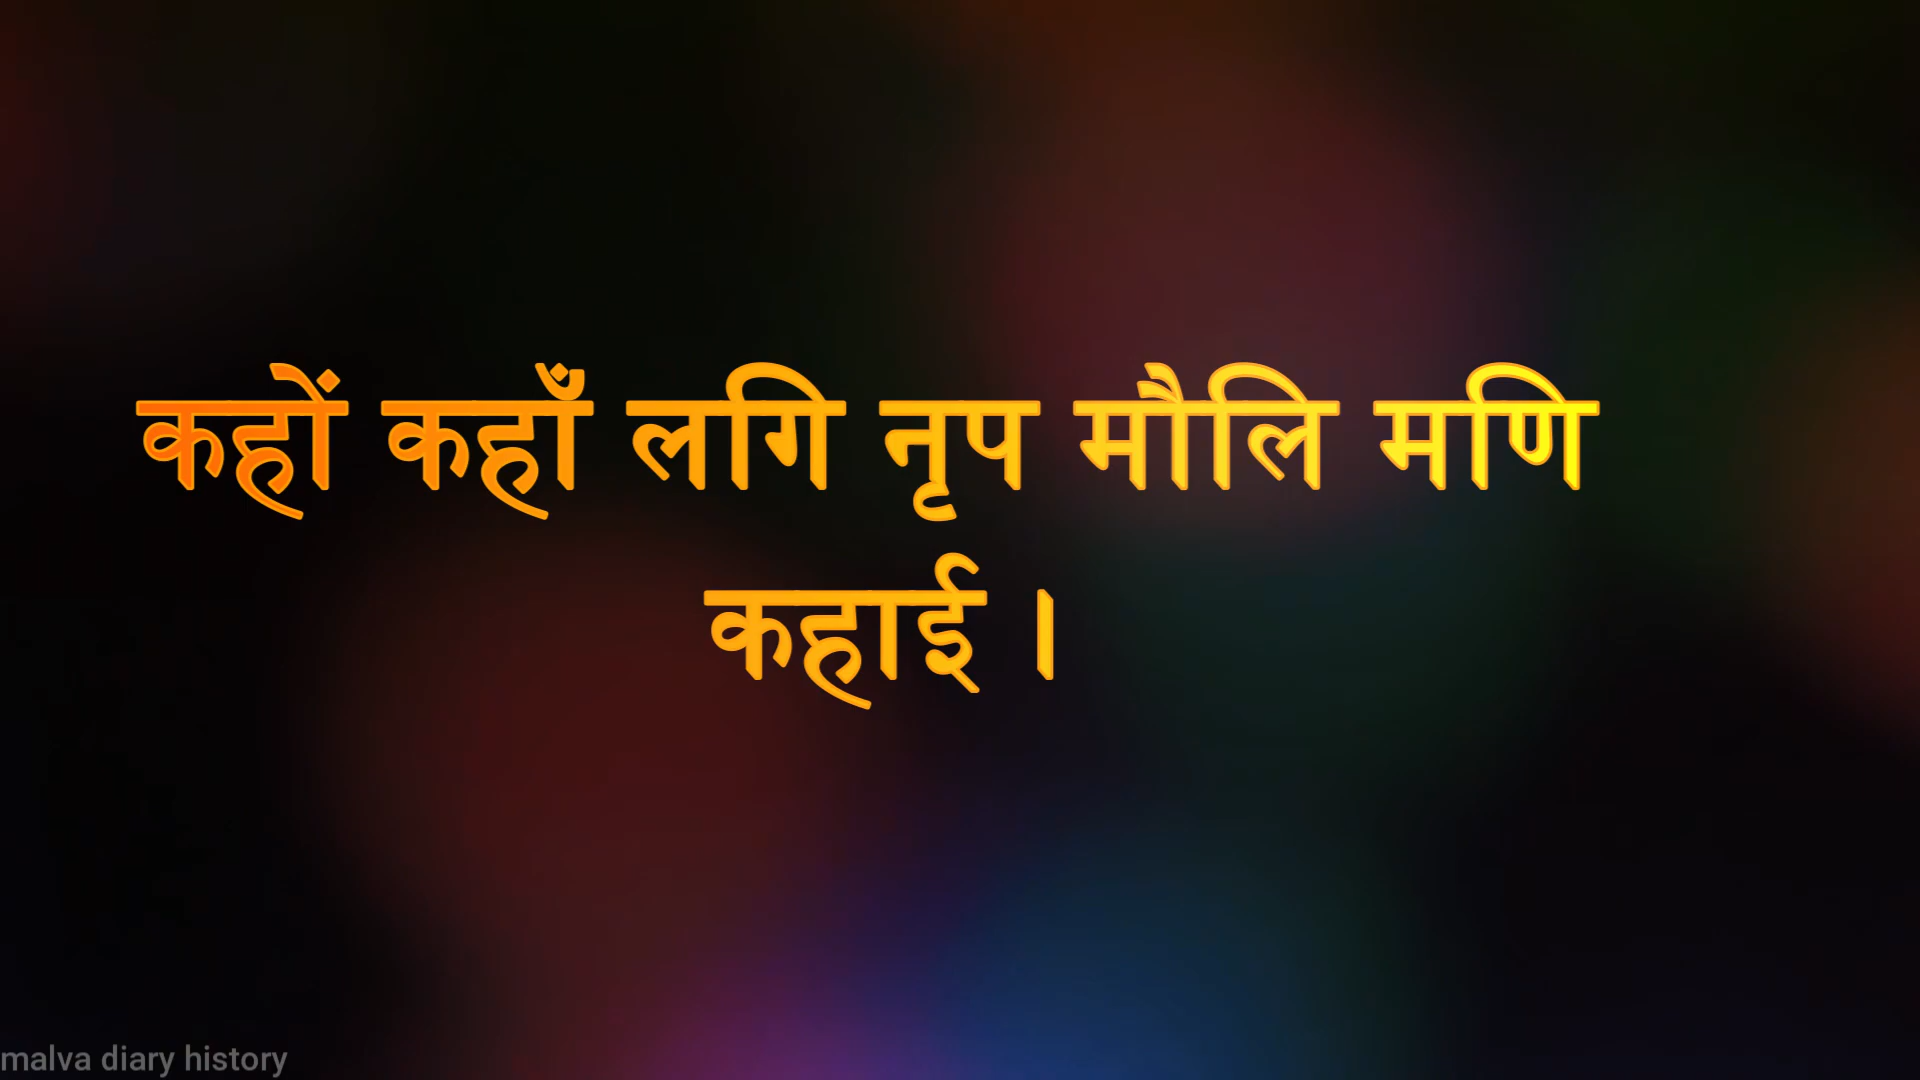 कहों कहाँ लगि नृप मौलि मणि
कहाई ।
malva diary history